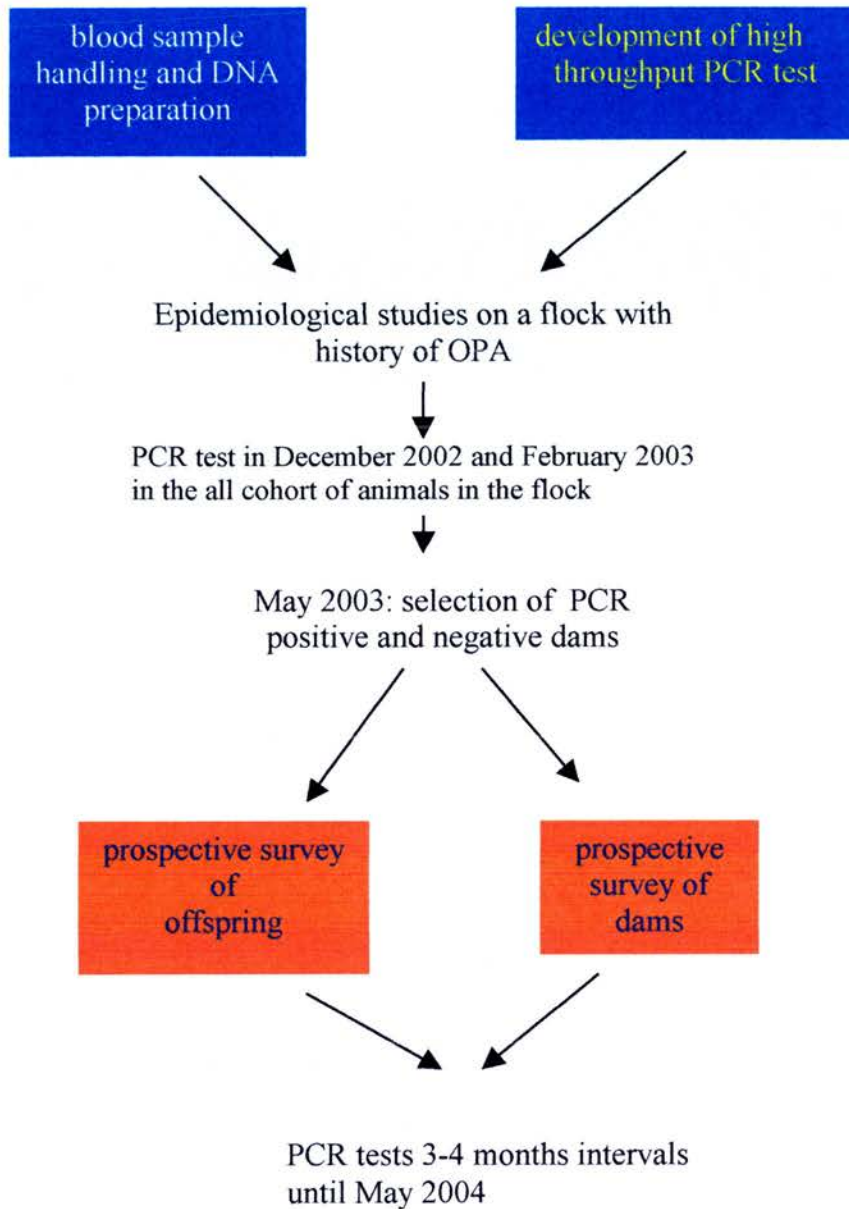 blood sample
handling and DNA
preparation
development of high
throughput PCR test
Epidemiological studies on a flock with
history of OPA
PCR test in December 2002 and February 2003
in the all cohort of animals in the flock
May 2003: selection of PCR
positive and negative dams
prospective survey
of
offspring
prospective
survey of
dams
PCR tests 3-4 months intervals
until May 2004